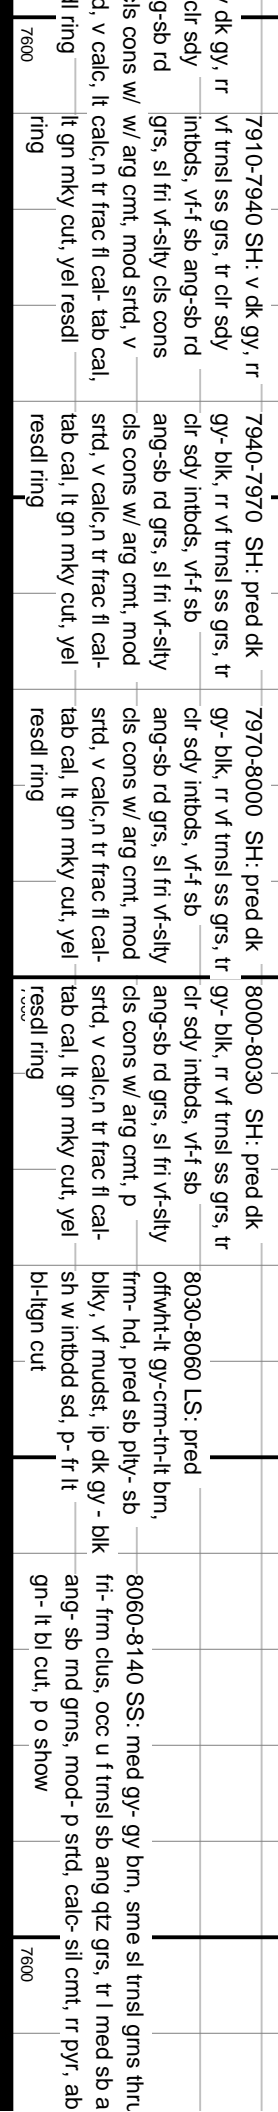 dk gy, rr
clr sdy
g-sb rd
cls cons w/
d, v calc, lt
ring
7600
7910-7940 SH: v dk gy, rr
vf trnsl ss grs, tr clr sdy
intbds, vf-f sb ang-sb rd
grs, sl fri vf-slty cls cons
w/ arg cmt, mod srtd, v
calc,n tr frac fl cal- tab cal,
lt gn mky cut, yel resdl
ring
7940-7970 SH: pred dk
gy- blk, rr vf trnsl ss grs, tr
clr sdy intbds, vf-f sb
ang-sb rd grs, sl fri vf-slty
cls cons w/ arg cmt, mod
srtd, v calc,n tr frac fl cal-
tab cal, lt gn mky cut, yel
resdl ring
7970-8000 SH: pred dk
gy- blk, rr vf trnsl ss grs, tr
clr sdy intbds, vf-f sb
ang-sb rd grs, sl fri vf-slty
cls cons w/ arg cmt, mod
srtd, v calc,n tr frac fl cal-
tab cal, lt gn mky cut, yel
resdl ring
8000-8030 SH: pred dk
gy- blk, rr vf trnsl ss grs, tr
clr sdy intbds, vf-f sb
ang-sb rd grs, sl fri vf-slty
cls cons w/ arg cmt, p
srtd, v calc,n tr frac fl cal-
tab cal, lt gn mky cut, yel
resdl ring
8030-8060 LS: pred
offwht-lt gy-crm-tn-lt brn,
frm- hd, pred sb plty- sb
blky, vf mudst, ip dk gy - blk
sh w intbdd sd, p- fr lt
bl-ltgn cut
8060-8140 SS: med gy- gy brn, sme sl trnsl grns thru
fri- frm clus, occ u f trnsl sb ang qtz grs, tr l med sb a
ang- sb rnd grns, mod- p srtd, calc- sil cmt, rr pyr, ab
gn- lt bl cut, p o show
7600